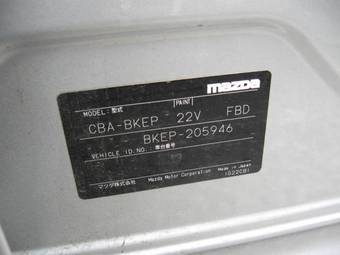 mazda
MODEL:型式 PAINT
CBA-BKEP 22V FBD
BKEP-205946
VEHICLE ID.NO.:車台番号
Made in Japan
マツダ株式会社 Mazda Motor Corporation